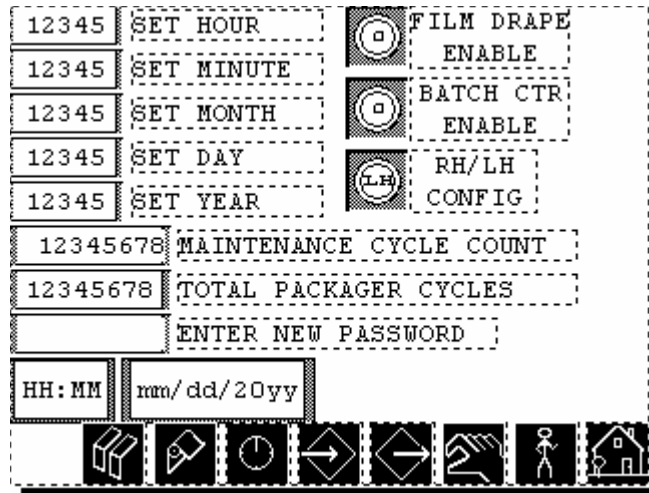 12345 SET HOUR
FILM DRAPE
ENABLE
12345 SET MINUTE
12345 SET MONTH
BATCH CTR
ENABLE
12345 SET DAY
LH
RH/LH
CONFIG
12345 SET YEAR
12345678 MAINTENANCE CYCLE COUNT
12345678 TOTAL PACKAGER CYCLES
ENTER NEW PASSWORD
HH:MM mm/dd/20yy